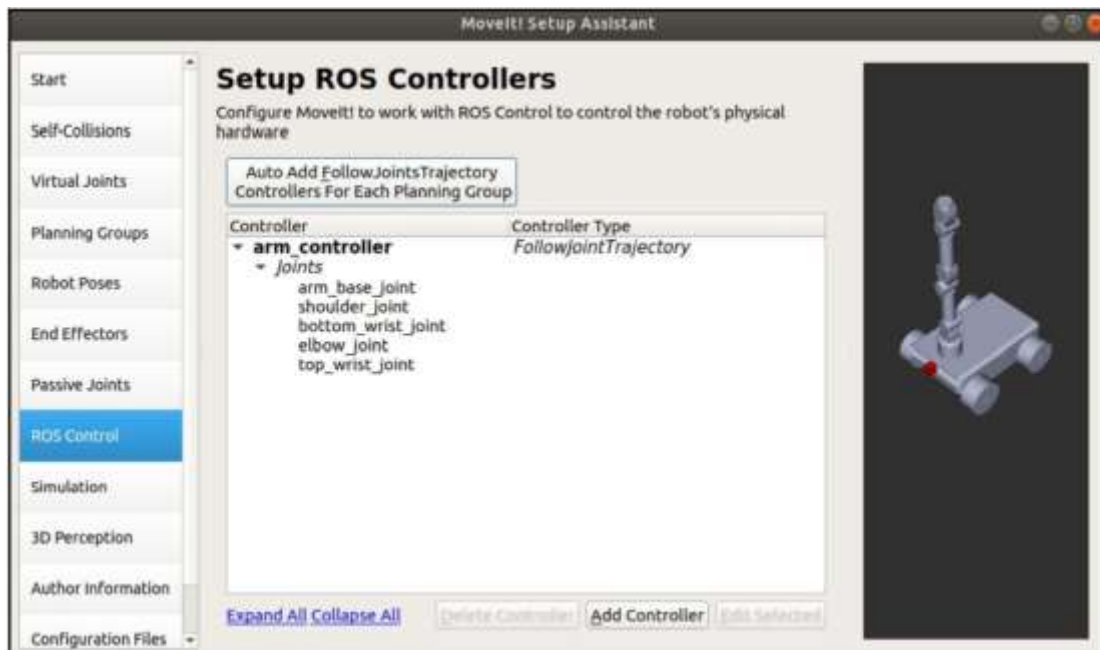 MoveIt! Setup Assistant
Start
Self-Collisions
Virtual Joints
Planning Groups
Robot Poses
End Effectors
Passive Joints
ROS Control
Simulation
3D Perception
Author Information
Configuration Files
Setup ROS Controllers
Configure MoveIt! to work with ROS Control to control the robot's physical
hardware
Auto Add FollowJointsTrajectory
Controllers For Each Planning Group
Controller Controller Type
arm_controller FollowJointTrajectory
Joints
arm_base_joint
shoulder_joint
bottom_wrist_joint
elbow_joint
top_wrist_joint
Expand All Collapse All Delete Controller Add Controller Edit Selected